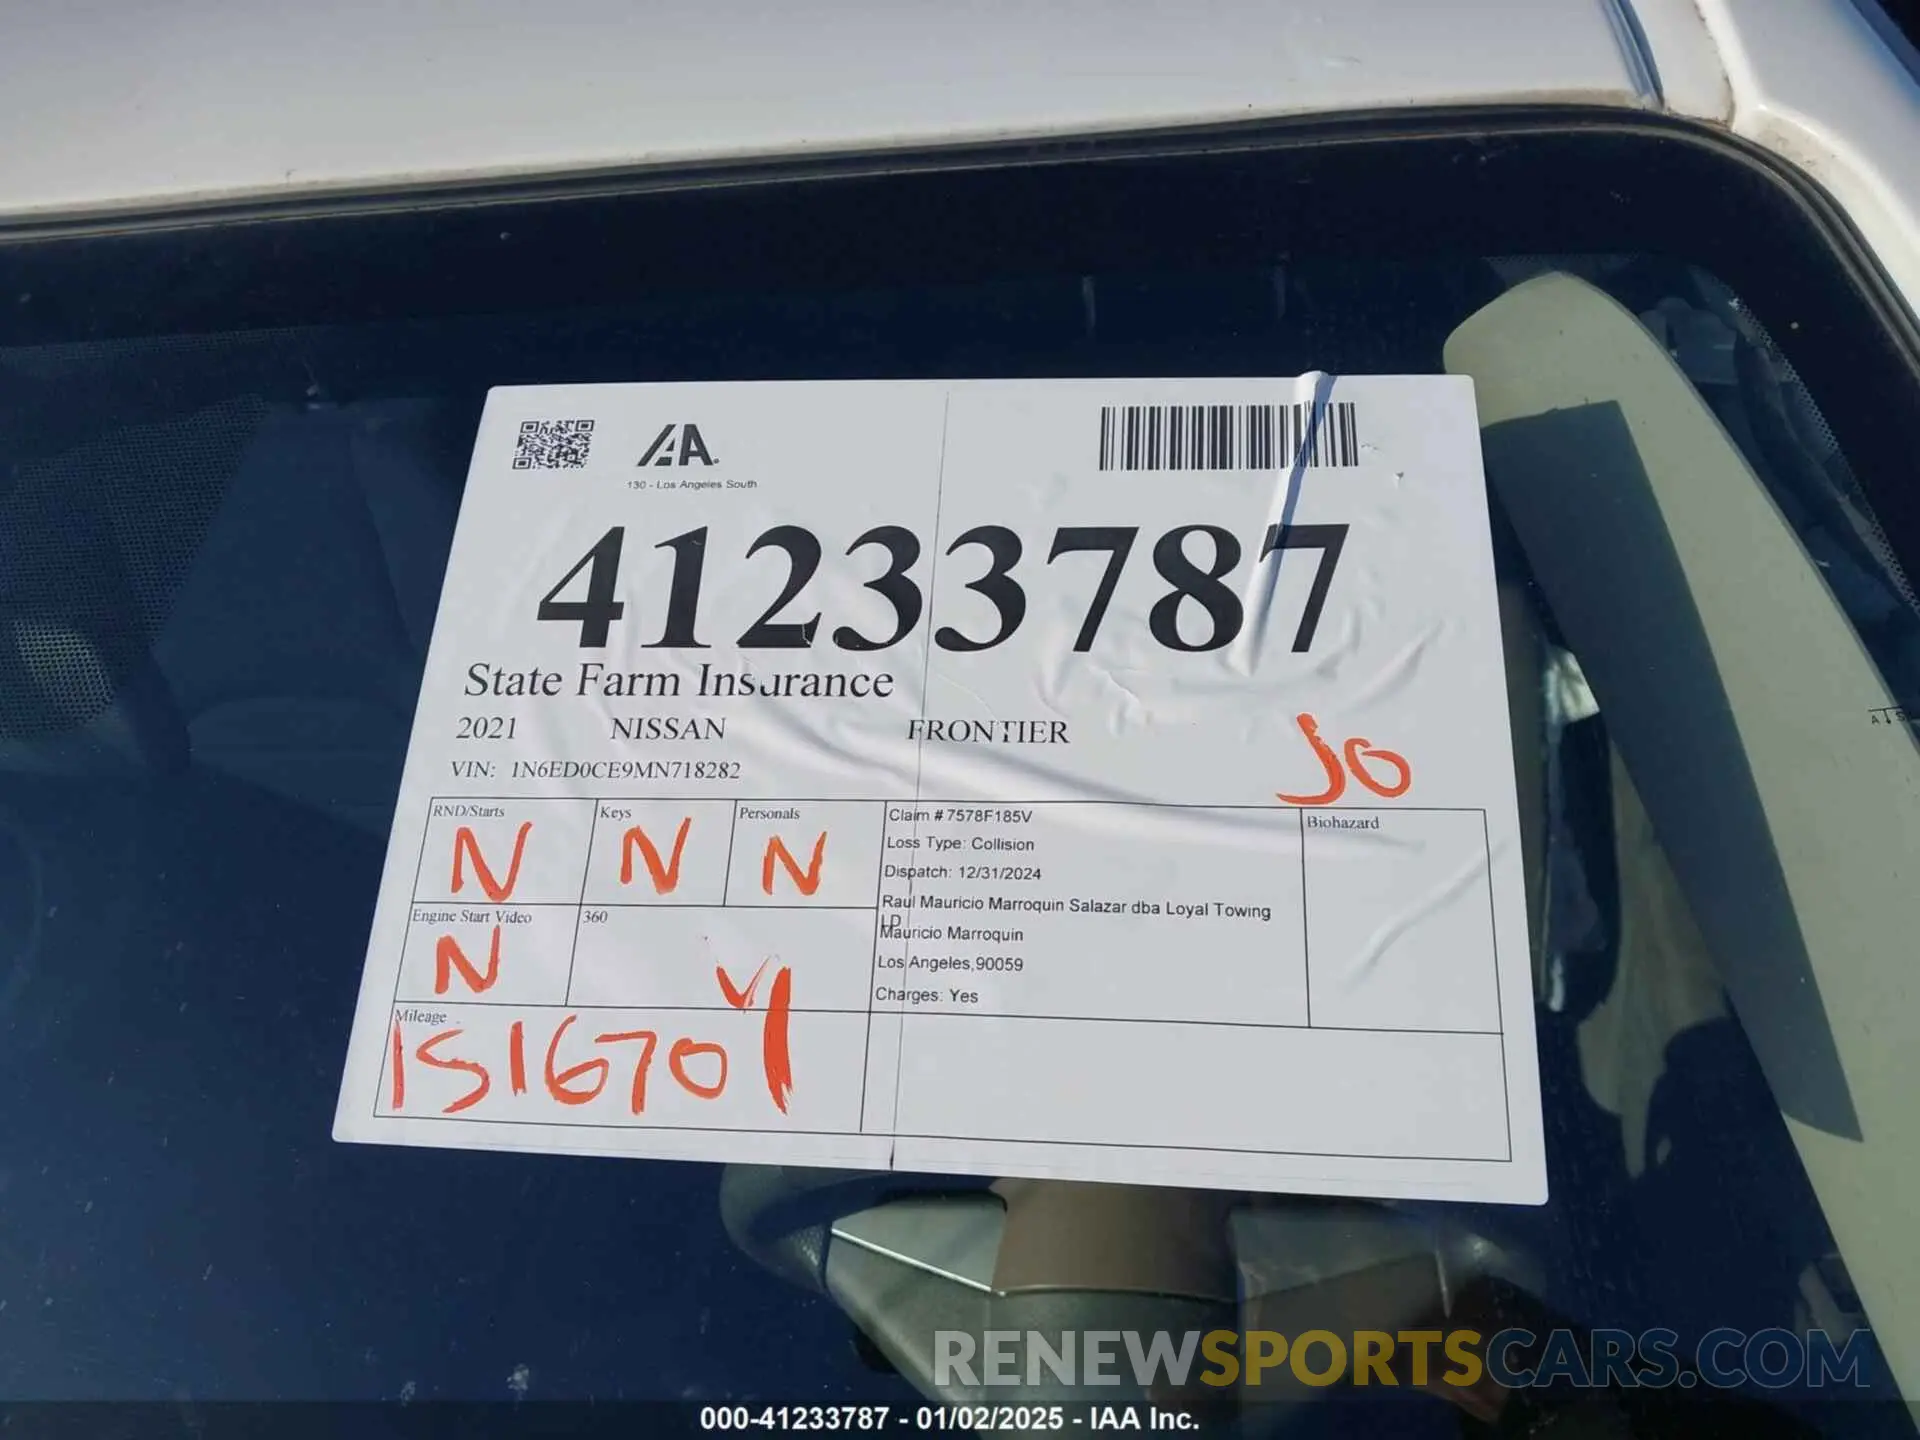 IAA.
130 - Los Angeles South
41233787
State Farm Insurance
2021 NISSAN FRONTIER
JO
VIN: 1N6ED0CE9MN718282
RND/Starts Keys Personals
N N N
Engine Start Video 360
N Y
Mileage
151670
Claim # 7578F185V
Loss Type: Collision
Dispatch: 12/31/2024
Raul Mauricio Marroquin Salazar dba Loyal Towing
LD
Mauricio Marroquin
Los Angeles,90059
Charges: Yes
Biohazard
RENEWSPORTSCARS.COM
000-41233787 - 01/02/2025 - IAA Inc.